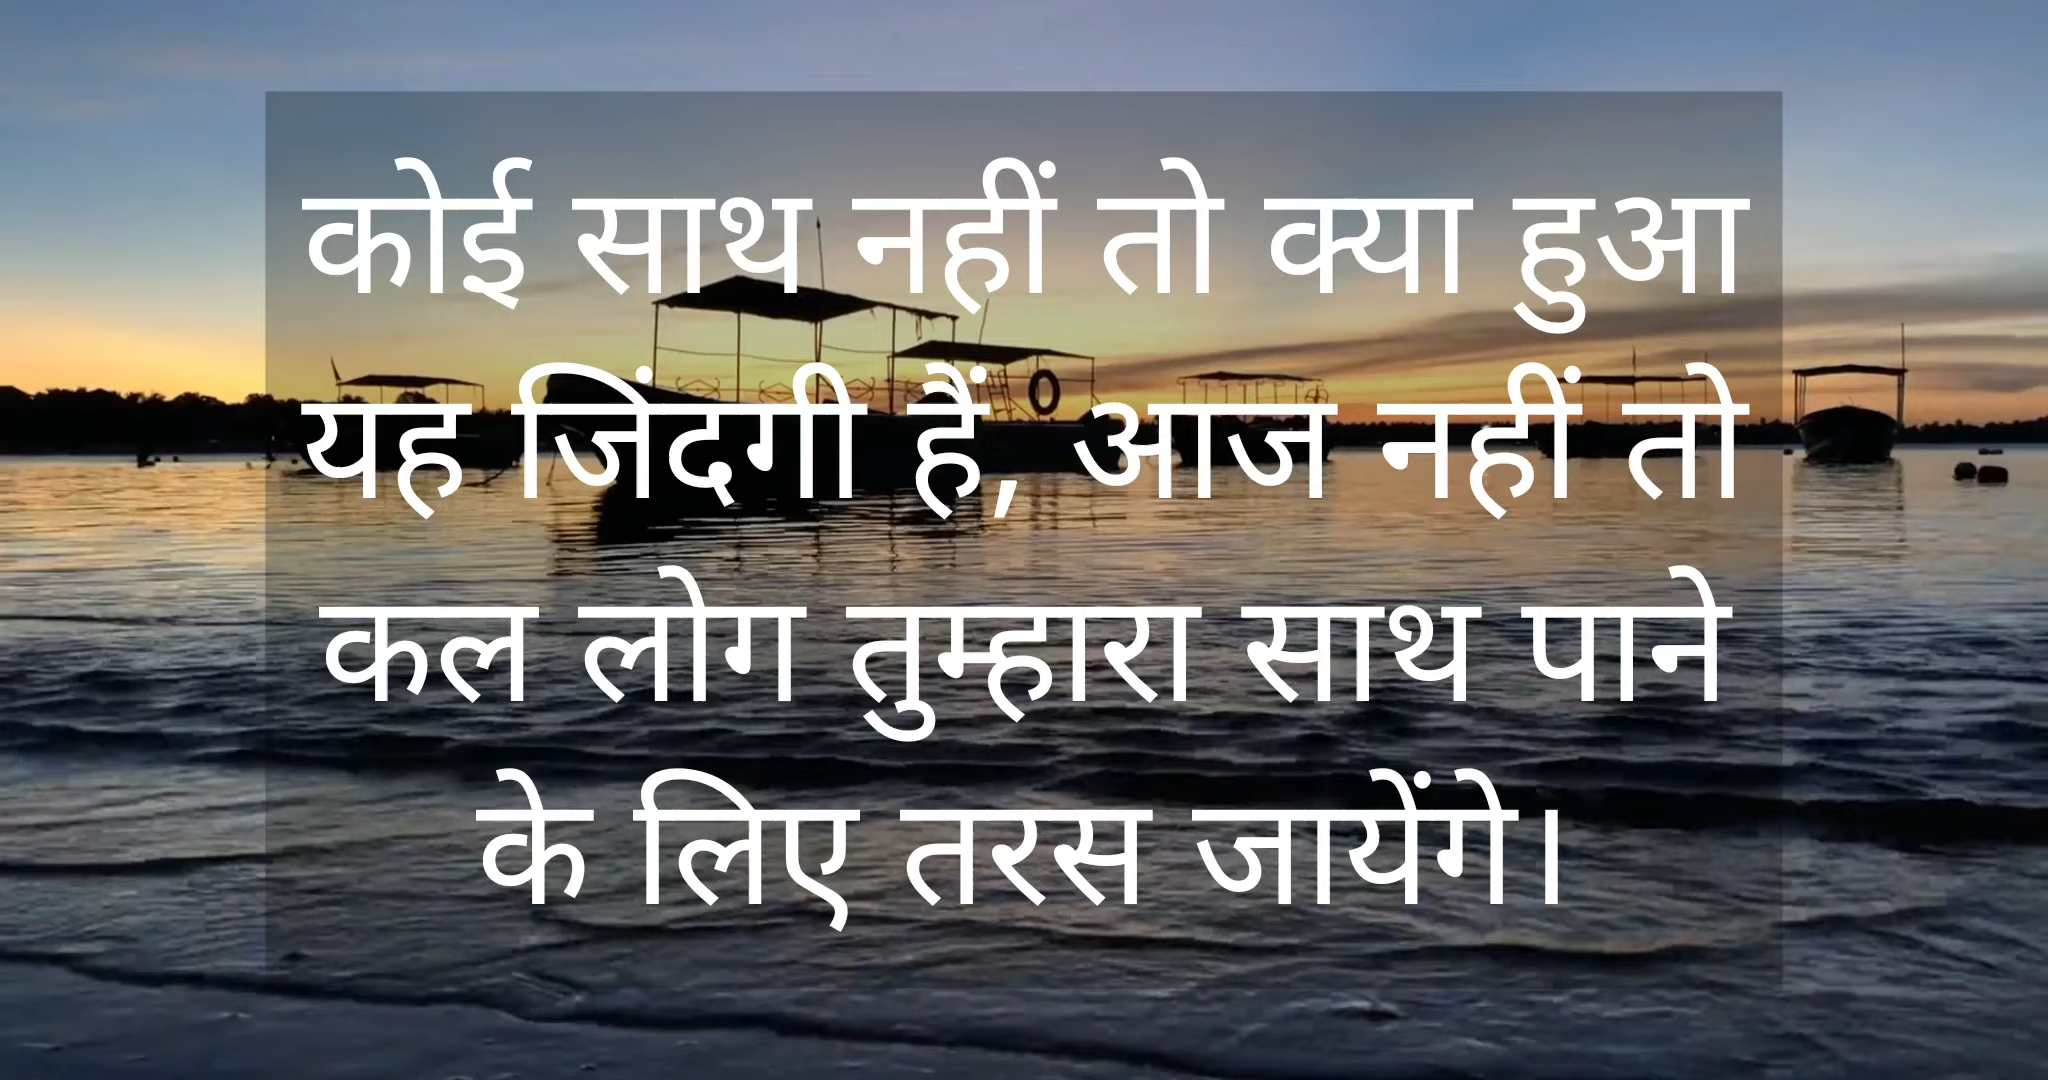 कोई साथ नहीं तो क्या हुआ
यह जिंदगी हैं, आज नहीं तो
कल लोग तुम्हारा साथ पाने
के लिए तरस जायेंगे।